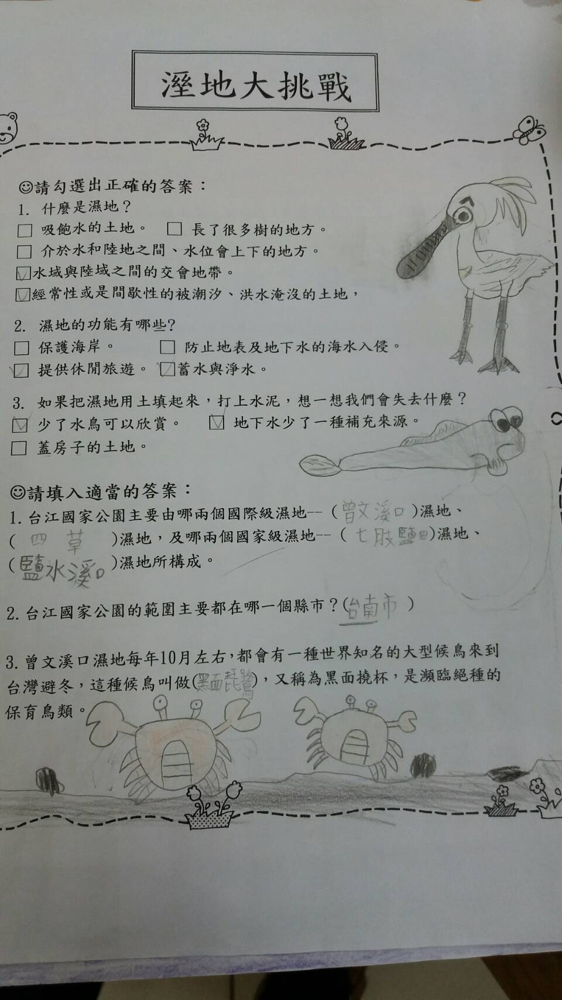 溼地大挑戰
☺請勾選出正確的答案：
1. 什麼是濕地？
□ 吸飽水的土地。 □ 長了很多樹的地方。
□ 介於水和陸地之間、水位會上下的地方。
☑水域與陸域之間的交會地帶。
☑經常性或是間歇性的被潮汐、洪水淹沒的土地，
2. 濕地的功能有哪些?
□ 保護海岸。 □ 防止地表及地下水的海水入侵。
☑ 提供休閒旅遊。 ☑蓄水與淨水。
3. 如果把濕地用土填起來，打上水泥，想一想我們會失去什麼？
☑ 少了水鳥可以欣賞。 ☑ 地下水少了一種補充來源。
□ 蓋房子的土地。
☺請填入適當的答案：
1. 台江國家公園主要由哪兩個國際級濕地--（曾文溪口）濕地、
（四草）濕地，及哪兩個國家級濕地--（七股鹽田）濕地、
（鹽水溪口）濕地所構成。
2. 台江國家公園的範圍主要都在哪一個縣市？(台南市）
3. 曾文溪口濕地每年10月左右，都會有一種世界知名的大型候鳥來到
台灣避冬，這種候鳥叫做(黑面琵鷺)，又稱為黑面撓杯，是瀕臨絕種的
保育鳥類。